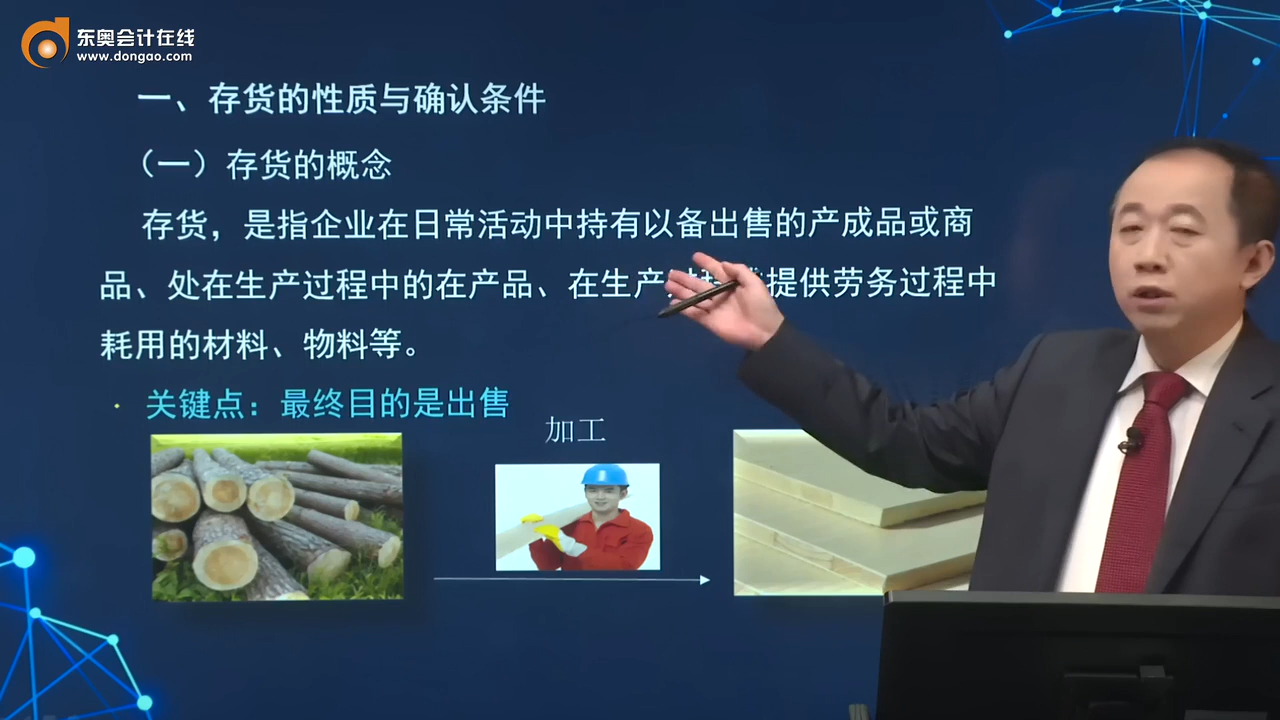 东奥会计在线
www.dongao.com
一、存货的性质与确认条件
（一）存货的概念
存货，是指企业在日常活动中持有以备出售的产成品或商
品、处在生产过程中的在产品、在生产过 提供劳务过程中
耗用的材料、物料等。
· 关键点：最终目的是出售
加工